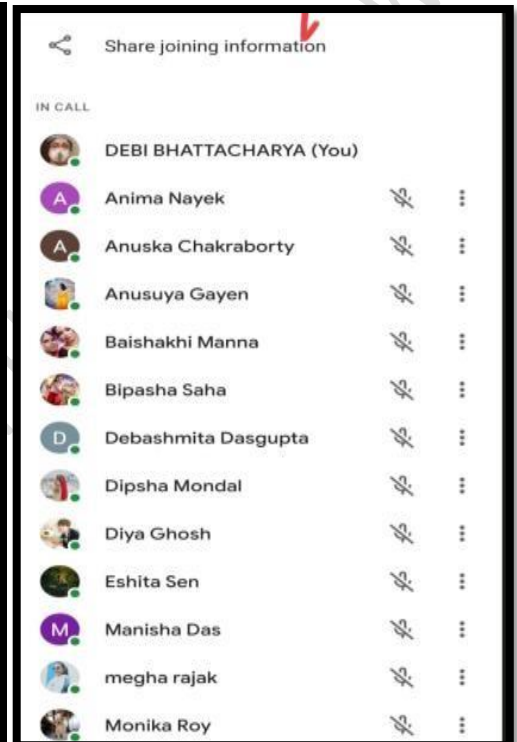 Share joining information
IN CALL
DEBI BHATTACHARYA (You)
A Anima Nayek
A Anuska Chakraborty
Anusuya Gayen
Baishakhi Manna
Bipasha Saha
D Debashmita Dasgupta
Dipsha Mondal
Diya Ghosh
Eshita Sen
M Manisha Das
megha rajak
Monika Roy